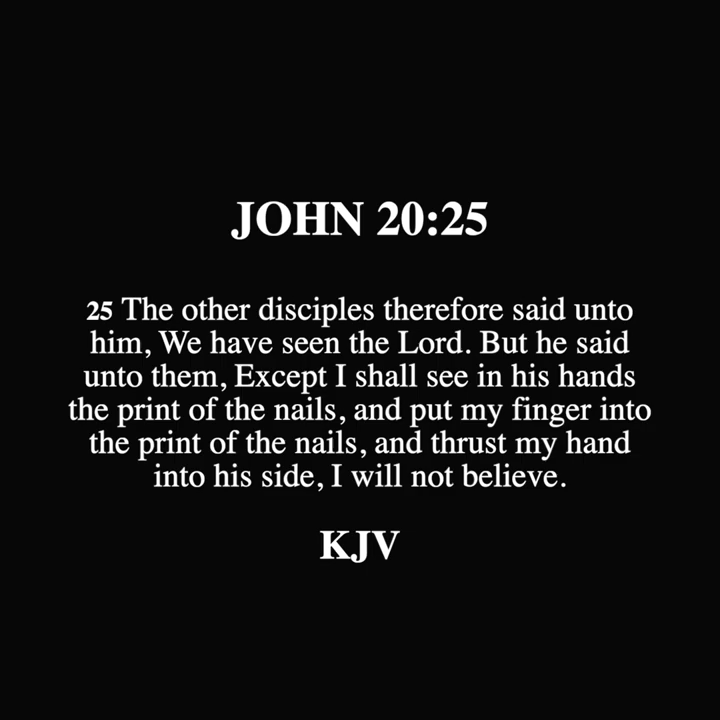 JOHN 20:25
25 The other disciples therefore said unto
him, We have seen the Lord. But he said
unto them, Except I shall see in his hands
the print of the nails, and put my finger into
the print of the nails, and thrust my hand
into his side, I will not believe.
KJV